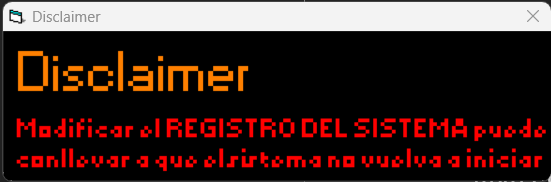 Disclaimer
Disclaimer
Modificar el REGISTRO DEL SISTEMA puede
conllevar a que el sistema no vuelva a iniciar